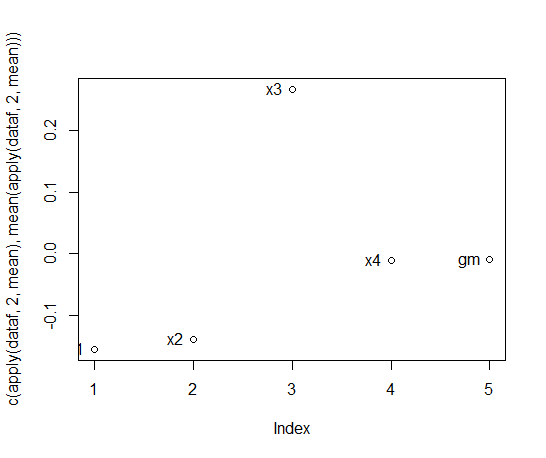 c(apply(dataf, 2, mean), mean(apply(dataf, 2, mean)))
0.2
0.1
0.0
-0.1
x3
x4
gm
x2
1
1 2 3 4 5
Index